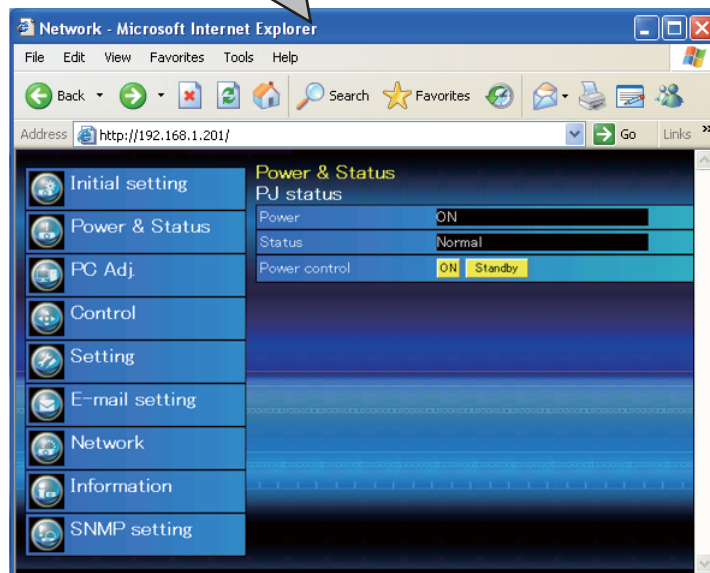 Network - Microsoft Internet Explorer
File Edit View Favorites Tools Help
Back Search Favorites
Address http://192.168.1.201/ Go Links »
Initial setting
Power & Status
PC Adj.
Control
Setting
E-mail setting
Network
Information
SNMP setting
Power & Status
PJ status
Power ON
Status Normal
Power control ON Standby